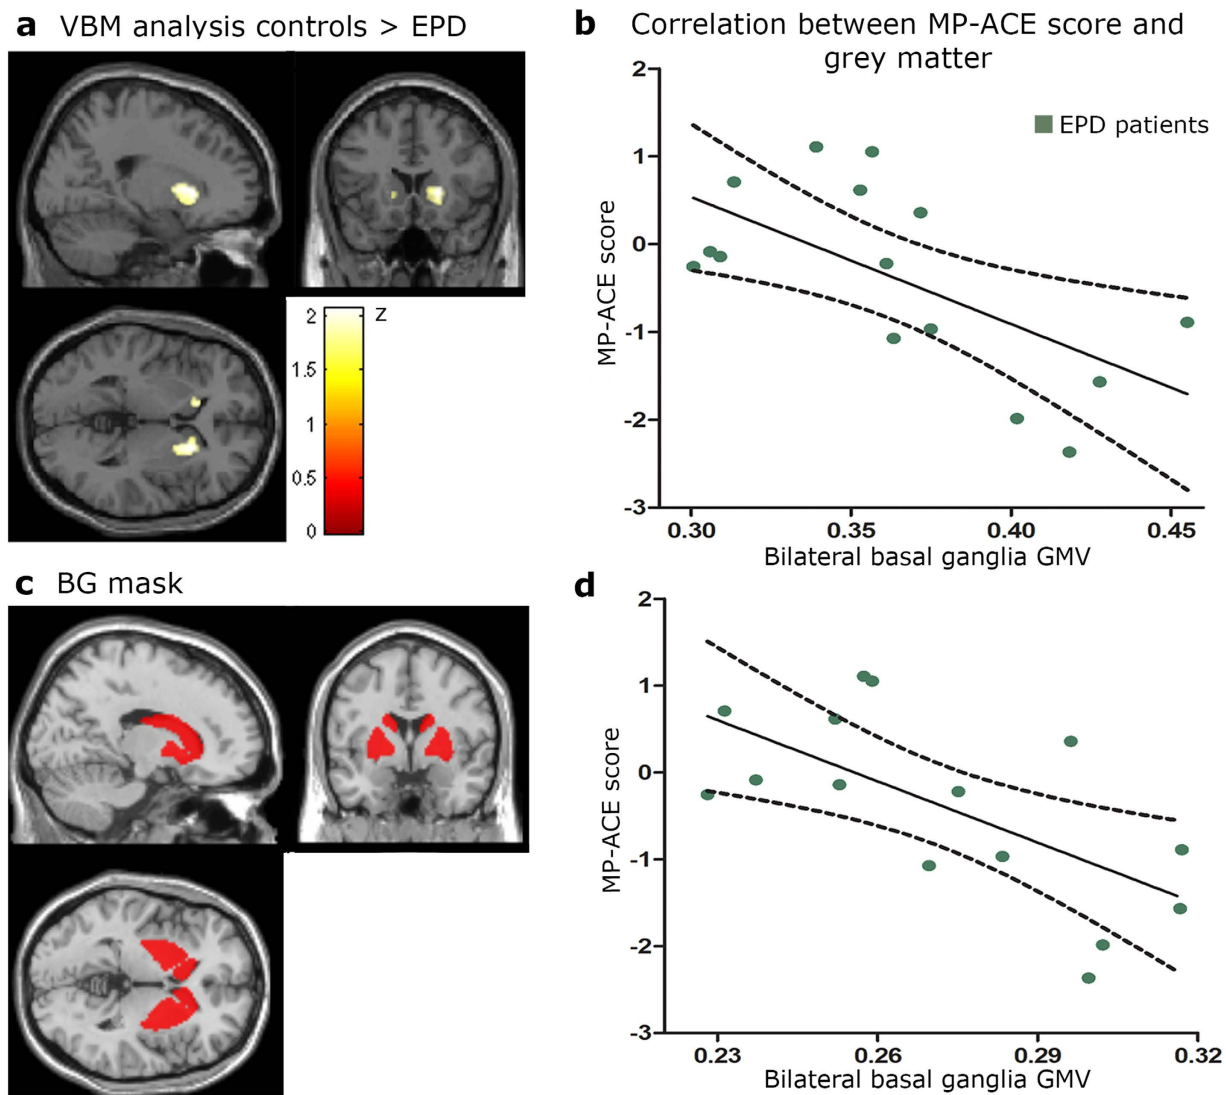 a VBM analysis controls > EPD
2 z
1.5
1
0.5
0
b Correlation between MP-ACE score and
grey matter
EPD patients
MP-ACE score
2
1
0
-1
-2
-3
0.30 0.35 0.40 0.45
Bilateral basal ganglia GMV
c BG mask
d
MP-ACE score
2
1
0
-1
-2
-3
0.23 0.26 0.29 0.32
Bilateral basal ganglia GMV